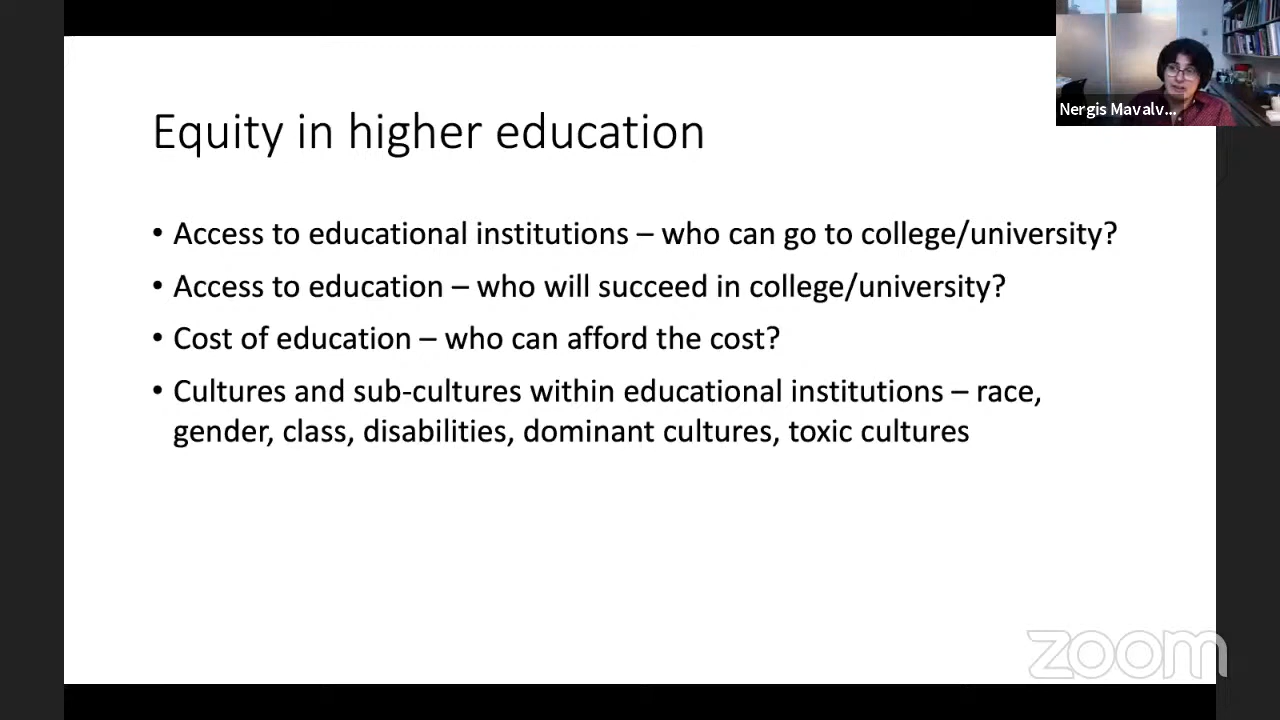 Nergis Mavalv...
Equity in higher education
• Access to educational institutions – who can go to college/university?
• Access to education – who will succeed in college/university?
• Cost of education – who can afford the cost?
• Cultures and sub-cultures within educational institutions – race,
gender, class, disabilities, dominant cultures, toxic cultures
zoom